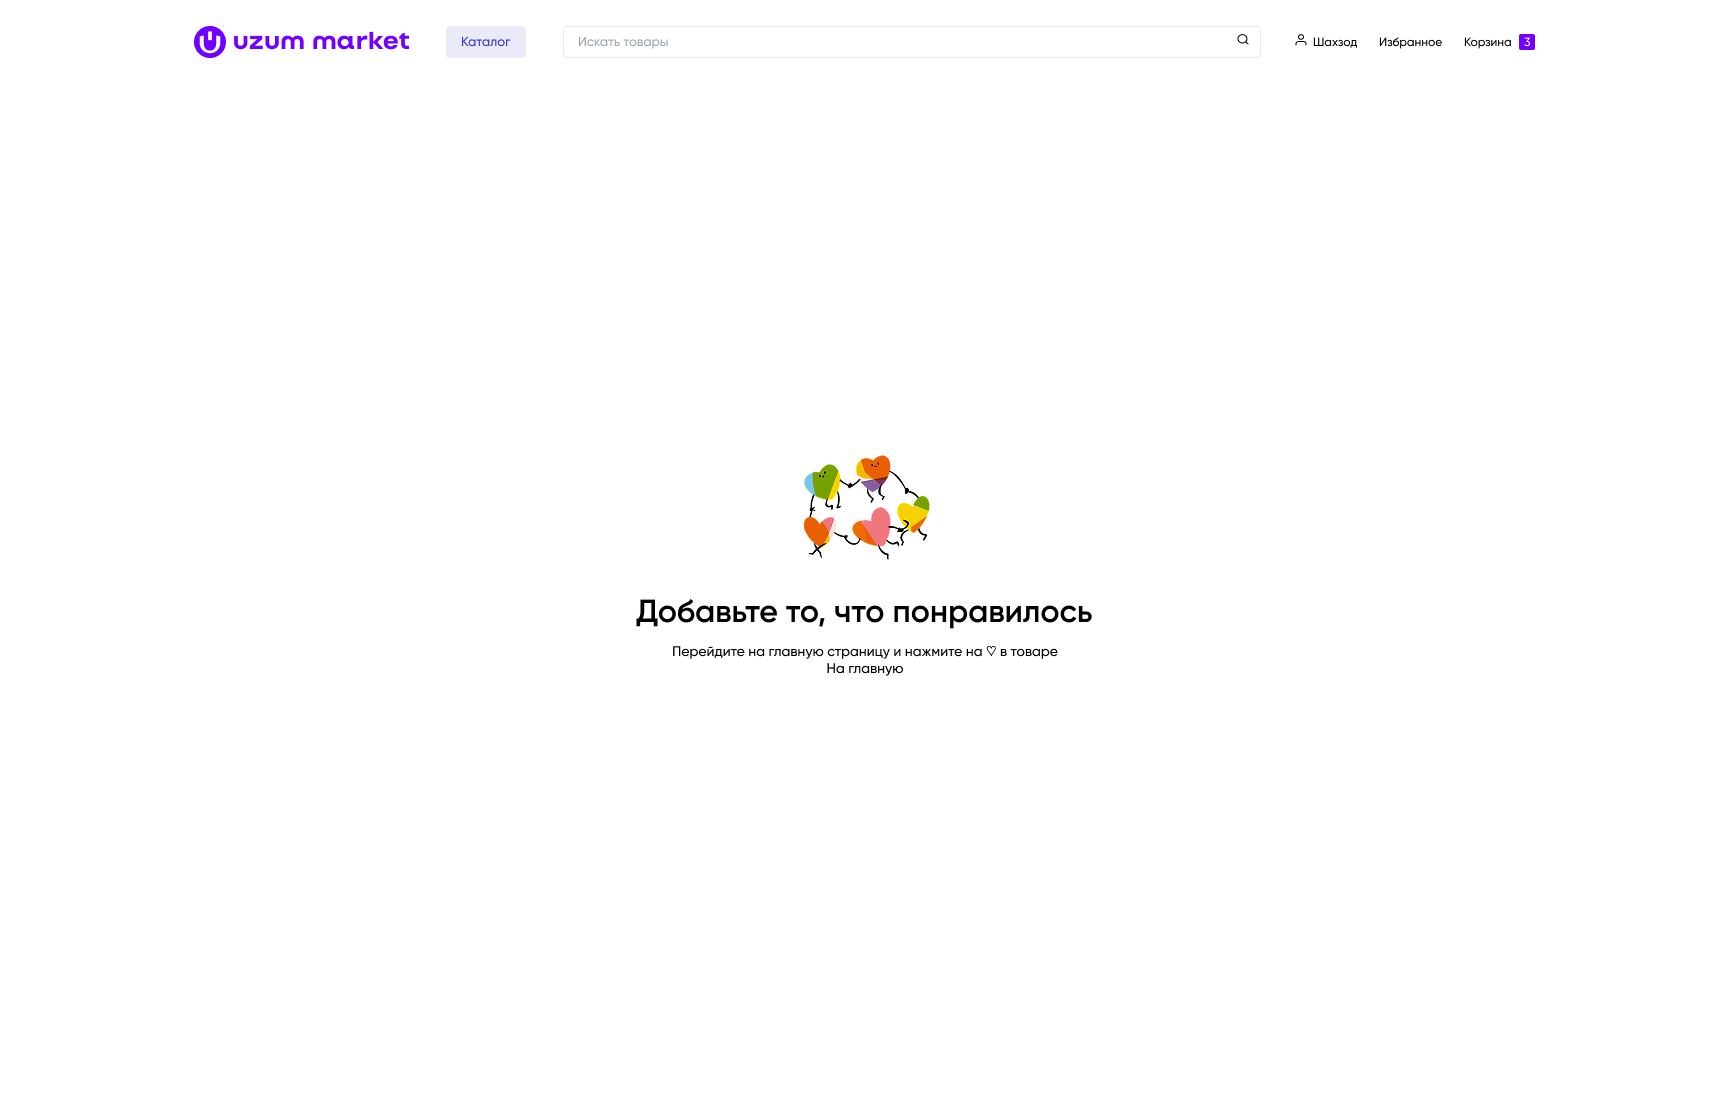 uzum market
Каталог
Искать товары
Шахзод
Избранное
Корзина 3
Добавьте то, что понравилось
Перейдите на главную страницу и нажмите на ♡ в товаре
На главную